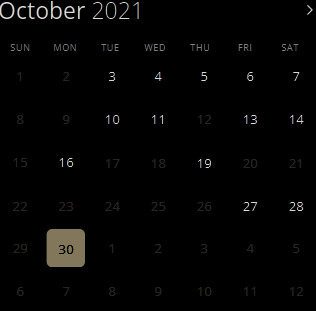 October 2021 >
SUN MON TUE WED THU FRI SAT
1 2 3 4 5 6 7
8 9 10 11 12 13 14
15 16 17 18 19 20 21
22 23 24 25 26 27 28
29 30 1 2 3 4 5
6 7 8 9 10 11 12